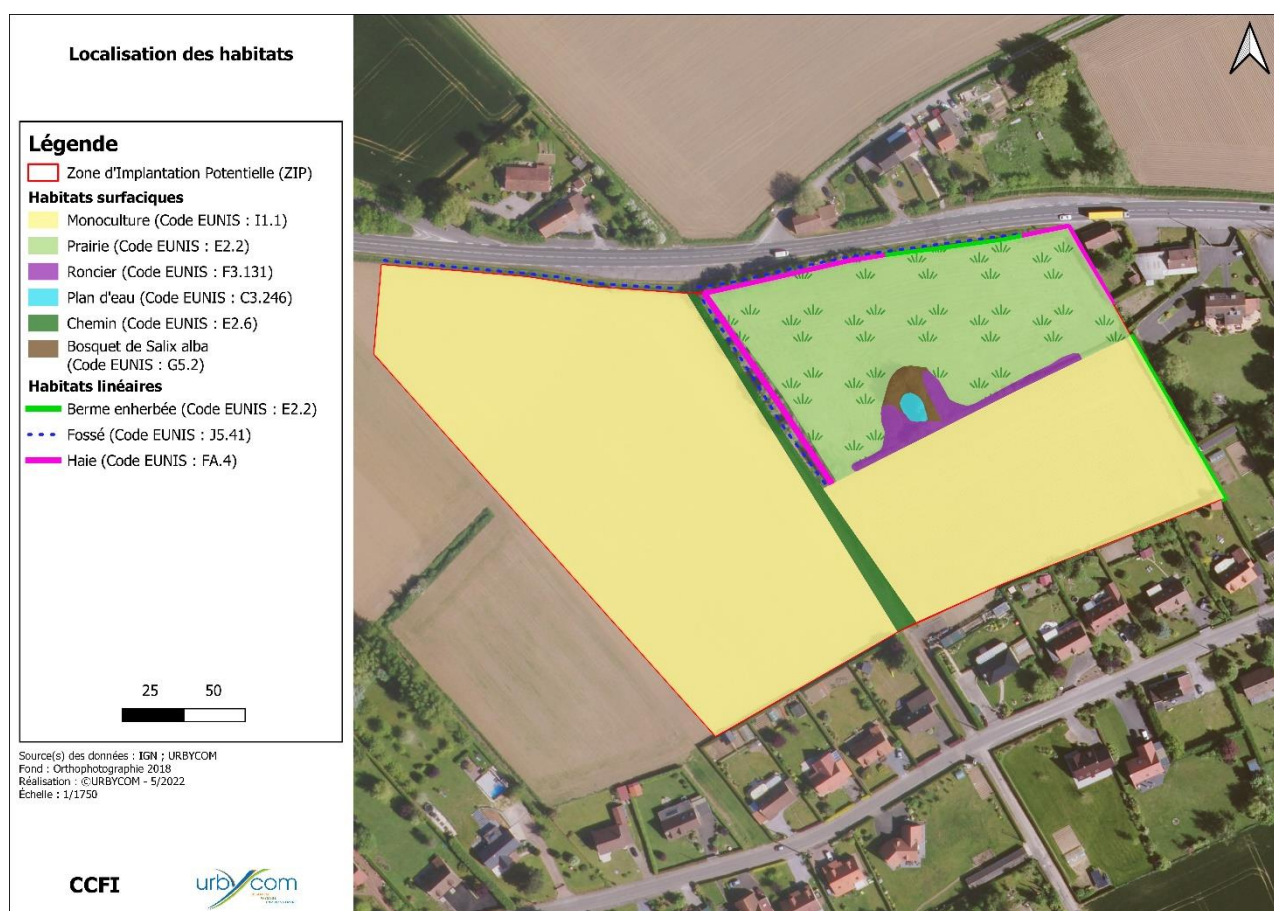 Localisation des habitats
Légende
Zone d'Implantation Potentielle (ZIP)
Habitats surfaciques
Monoculture (Code EUNIS : I1.1)
Prairie (Code EUNIS : E2.2)
Roncier (Code EUNIS : F3.131)
Plan d'eau (Code EUNIS : C3.246)
Chemin (Code EUNIS : E2.6)
Bosquet de Salix alba
(Code EUNIS : G5.2)
Habitats linéaires
Berme enherbée (Code EUNIS : E2.2)
Fossé (Code EUNIS : J5.41)
Haie (Code EUNIS : FA.4)
25 50
Source(s) des données : IGN ; URBYCOM
Fond : Orthophotographie 2018
Réalisation : ©URBYCOM - 5/2022
Échelle : 1/1750
CCFI
urbycom